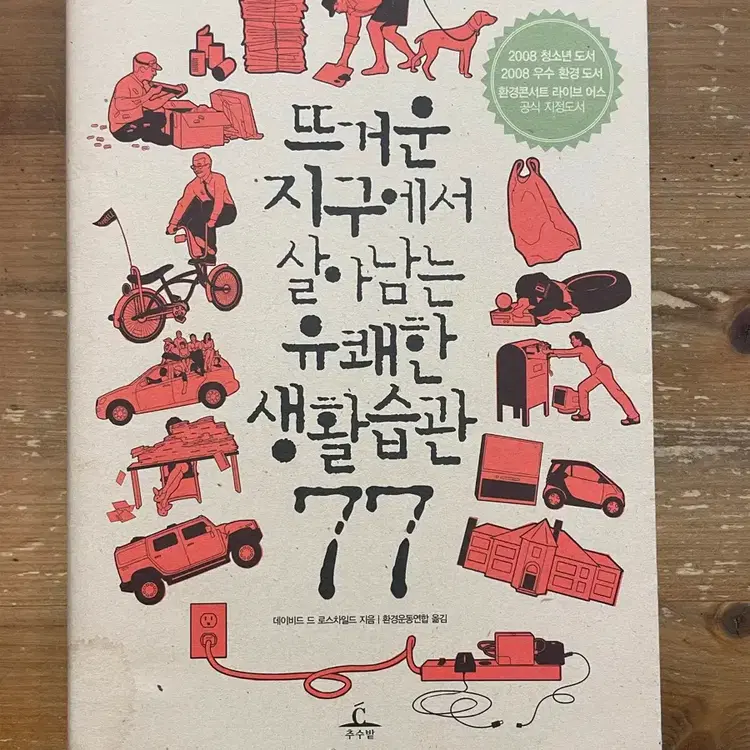 2008 청소년 도서
2008 우수 환경 도서
환경콘서트 라이브 어스
공식 지정도서
뜨거운
지구에서
살아남는
유쾌한
생활습관
77
데이비드 드 로스차일드 지음 | 환경운동연합 옮김
추수밭